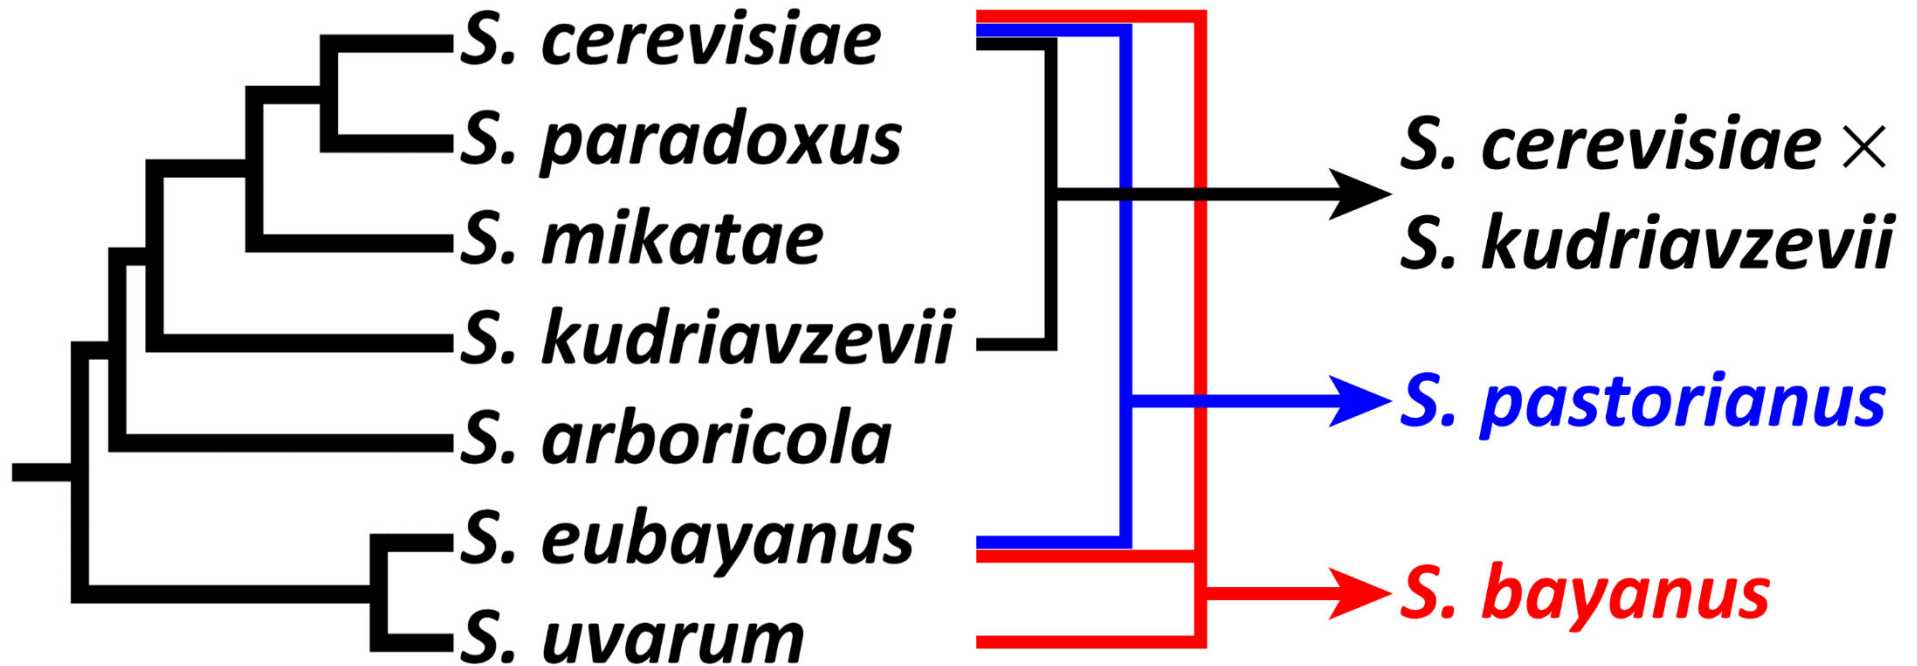 S. cerevisiae
S. paradoxus
S. mikatae
S. kudriavzevii
S. arboricola
S. eubayanus
S. uvarum
S. cerevisiae ×
S. kudriavzevii
S. pastorianus
S. bayanus